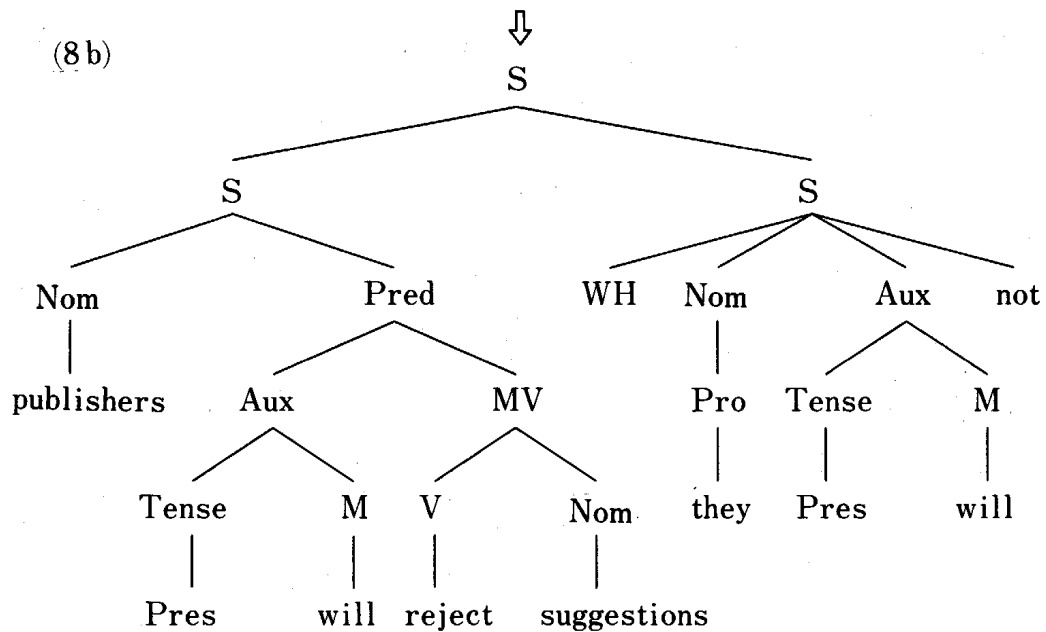 (8b)
S
S S
Nom Pred WH Nom Aux not
publishers Aux MV Pro Tense M
Tense M V Nom they Pres will
Pres will reject suggestions